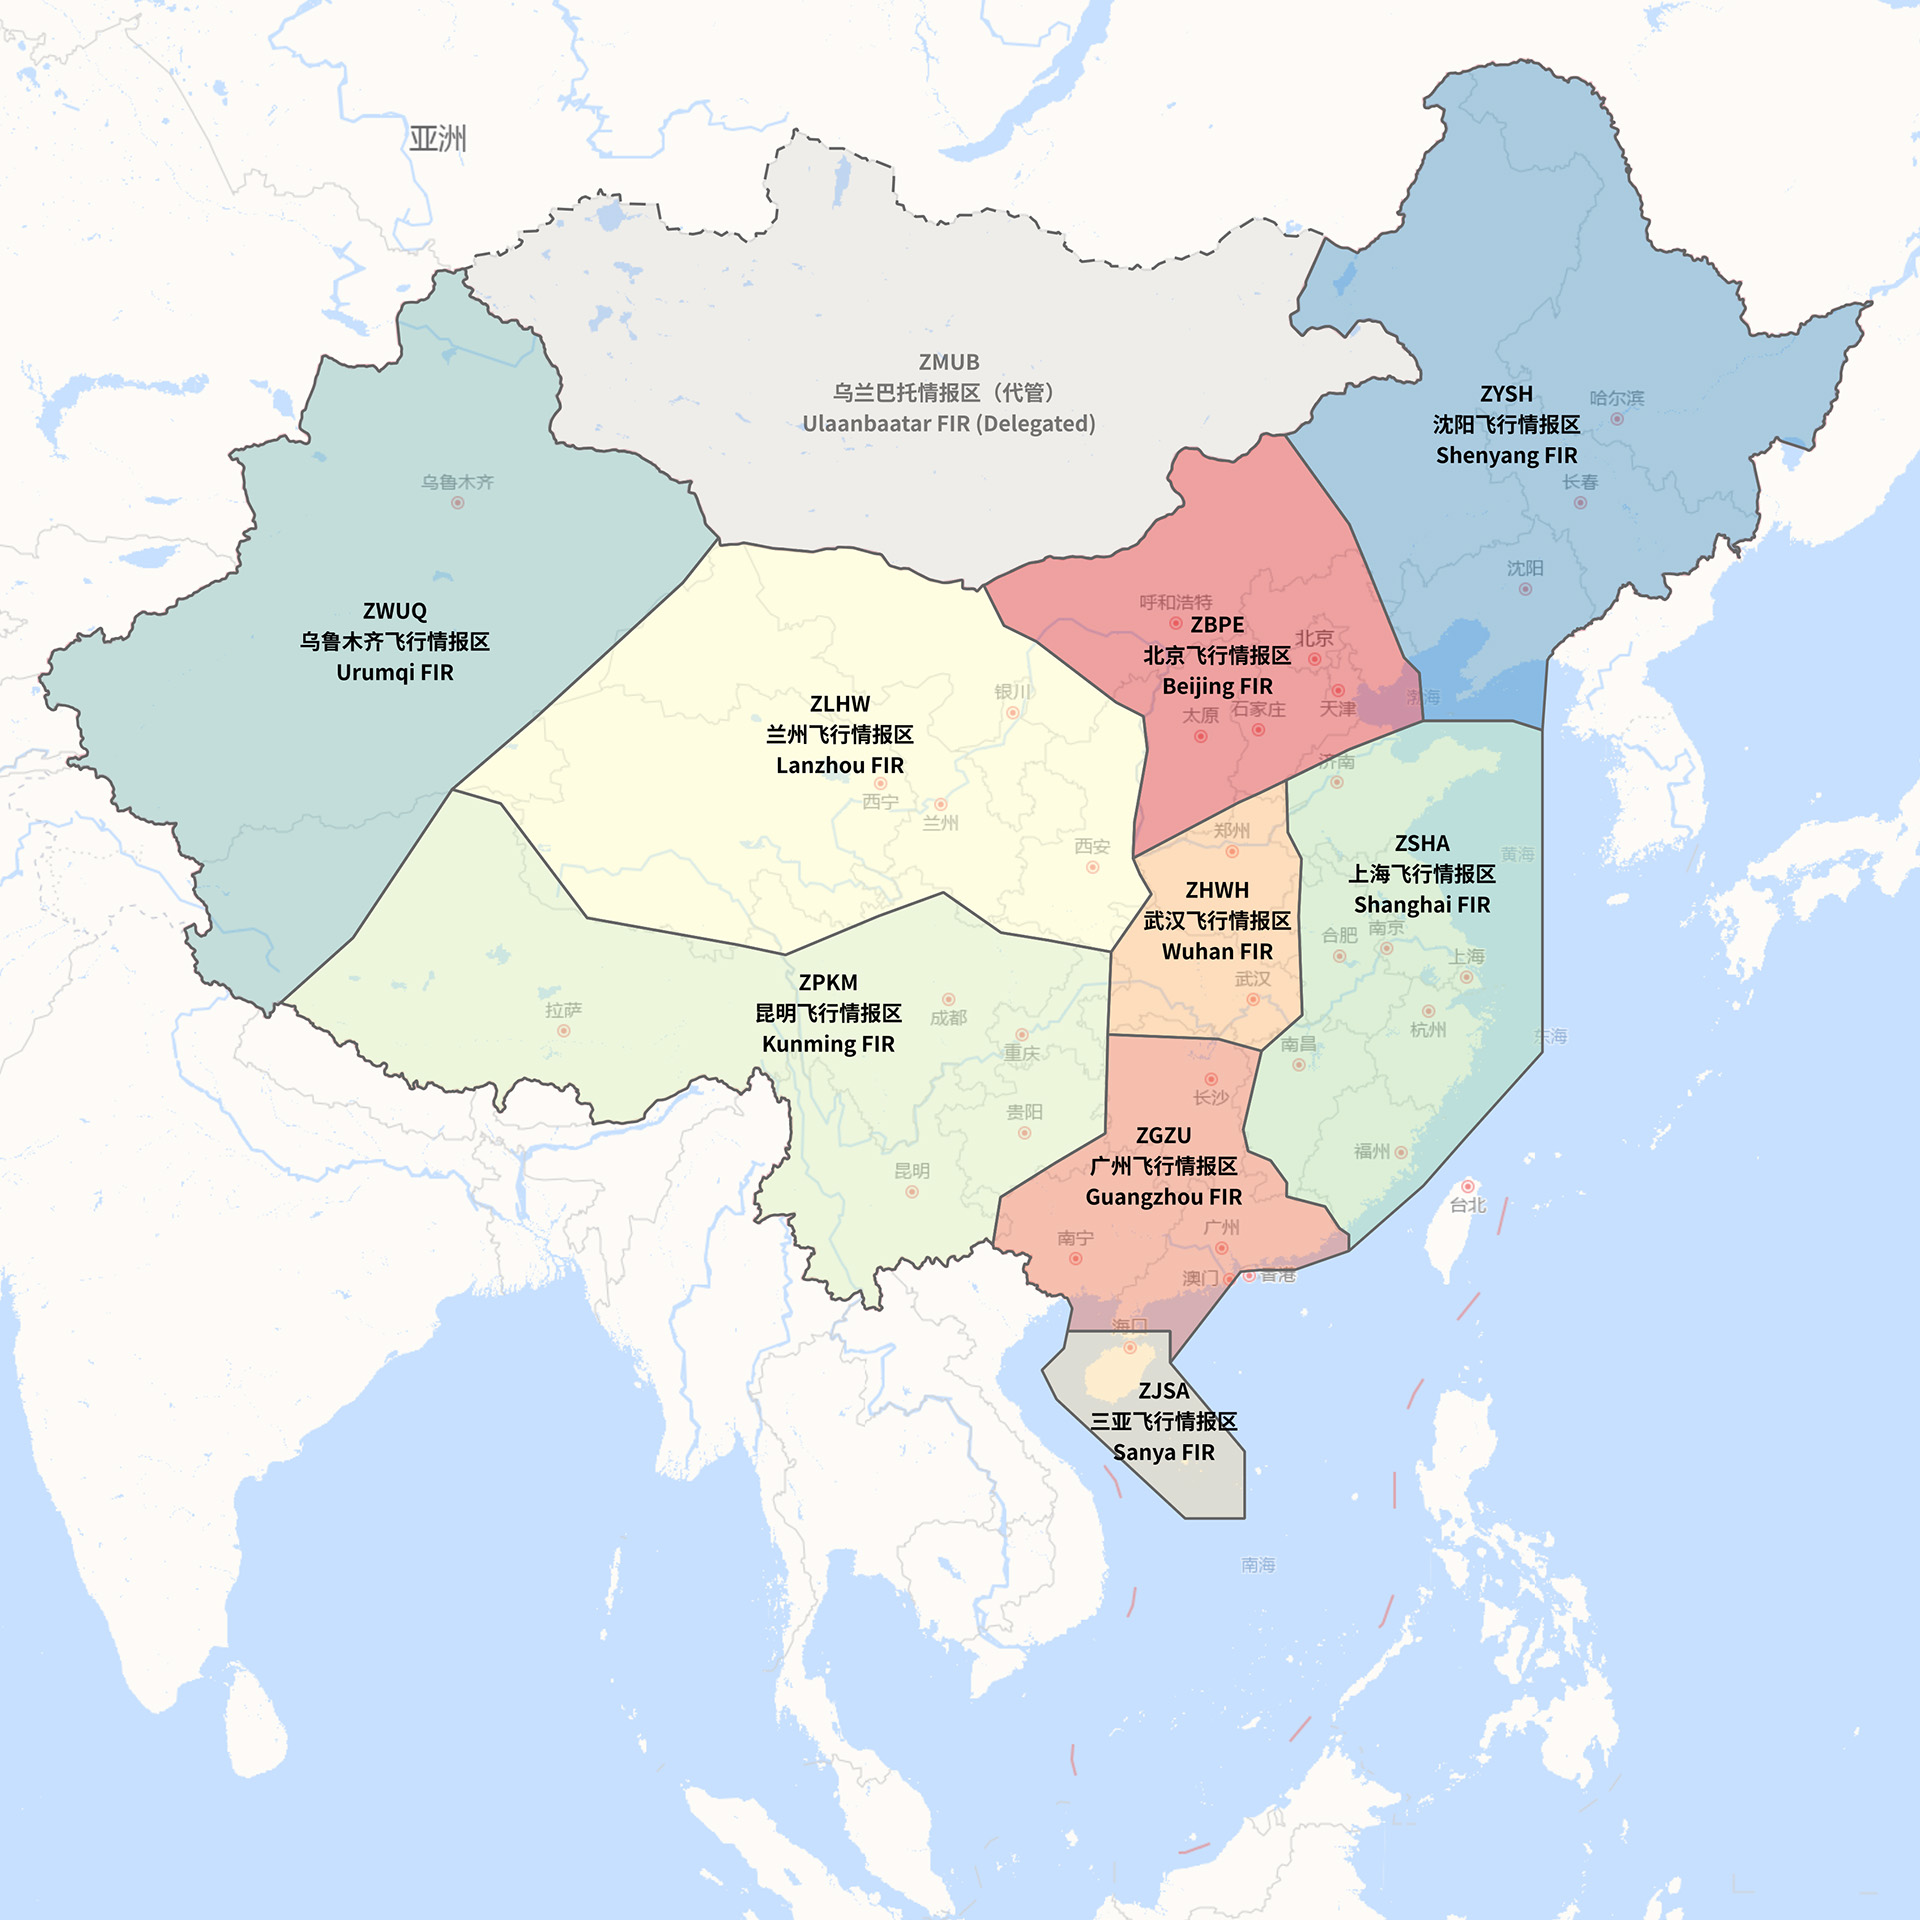 亚洲
ZMUB
乌兰巴托情报区（代管）
Ulaanbaatar FIR (Delegated)
ZYSH
沈阳飞行情报区
Shenyang FIR
哈尔滨
长春
沈阳
乌鲁木齐
ZWUQ
乌鲁木齐飞行情报区
Urumqi FIR
呼和浩特
ZBPE
北京飞行情报区
Beijing FIR
北京
天津
石家庄
太原
渤海
ZLHW
兰州飞行情报区
Lanzhou FIR
银川
西宁
兰州
西安
济南
郑州
ZSHA
上海飞行情报区
Shanghai FIR
黄海
合肥
南京
上海
杭州
东海
南昌
福州
ZHWH
武汉飞行情报区
Wuhan FIR
武汉
ZPKM
昆明飞行情报区
Kunming FIR
拉萨
成都
重庆
贵阳
昆明
长沙
ZGZU
广州飞行情报区
Guangzhou FIR
南宁
广州
澳门
香港
台北
海口
ZJSA
三亚飞行情报区
Sanya FIR
南海